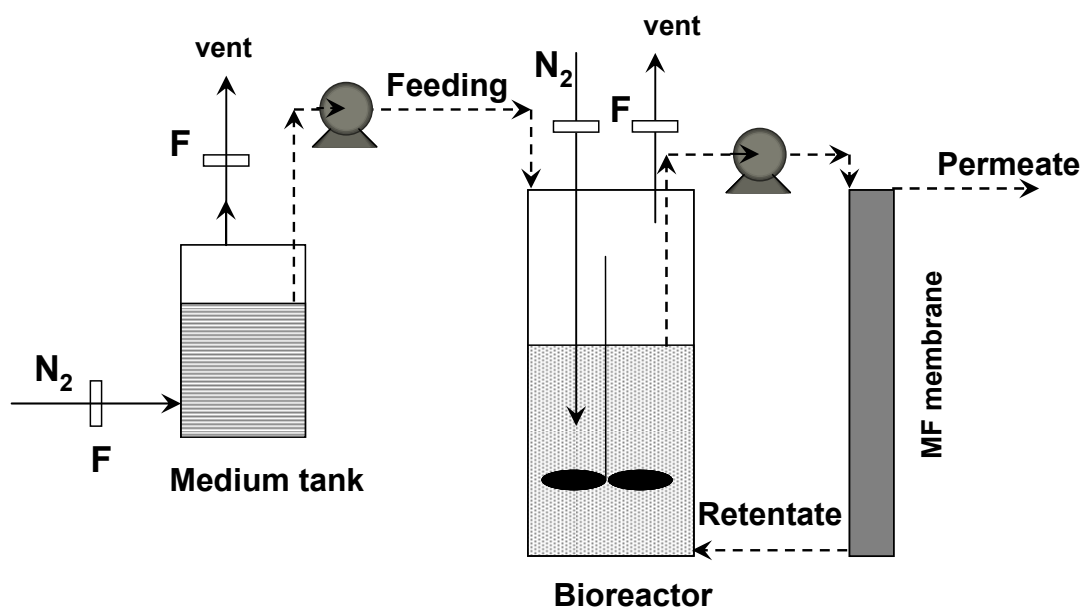 vent
F
Feeding
N2
F
vent
Permeate
N2
F
Medium tank
MF membrane
Retentate
Bioreactor